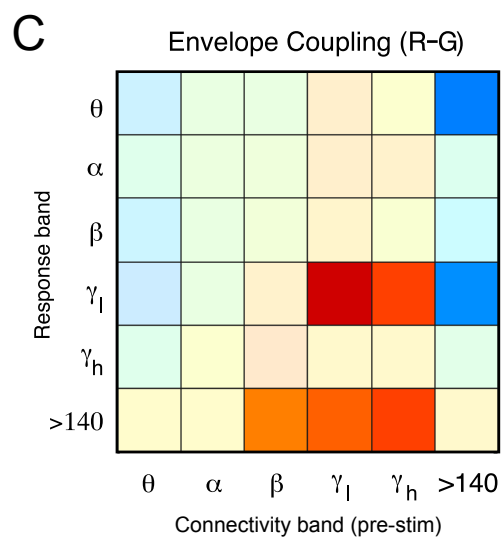 C
Envelope Coupling (R–G)
Response band
θ
α
β
γl
γh
>140
θ α β γl γh >140
Connectivity band (pre-stim)